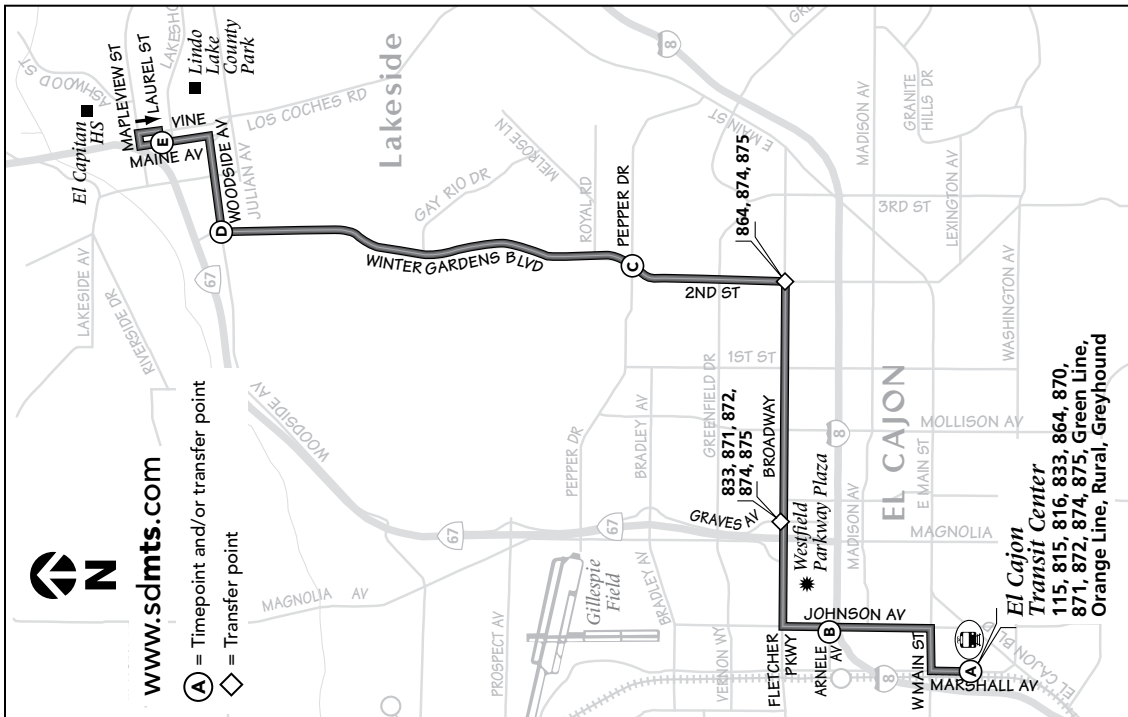 N
www.sdmts.com
A = Timepoint and/or transfer point
= Transfer point
ASHWOOD ST
MAPLEVIEW ST
LAUREL ST
LAKESH
El Capitan
HS
Lindo
Lake
County
Park
VINE
E
MAINE AV
LOS COCHES RD
WOODSIDE AV
JULIAN AV
D
67
LAKESIDE AV
RIVERSIDE DR
Lakeside
GAY RIO DR
MELROSE LN
ROYAL RD
WINTER GARDENS BLVD
PEPPER DR
C
2ND ST
864, 874, 875
8
E MAIN ST
MADISON AV
GRANITE
HILLS DR
3RD ST
LEXINGTON AV
WASHINGTON AV
WOODSIDE AV
PEPPER DR
BRADLEY AV
GREENFIELD DR
1ST ST
BROADWAY
833, 871, 872,
874, 875
GRAVES AV
67
67
8
EL CAJON
MOLLISON AV
E MAIN ST
MADISON AV
MAGNOLIA
Westfield
Parkway Plaza
MAGNOLIA AV
PROSPECT AV
Gillespie
Field
BRADLEY AV
VERNON WY
FLETCHER
PKWY
ARNELE
AV
B
JOHNSON AV
W MAIN ST
8
MARSHALL AV
A
EL CAJON BL
El Cajon
Transit Center
115, 815, 816, 833, 864, 870,
871, 872, 874, 875, Green Line,
Orange Line, Rural, Greyhound